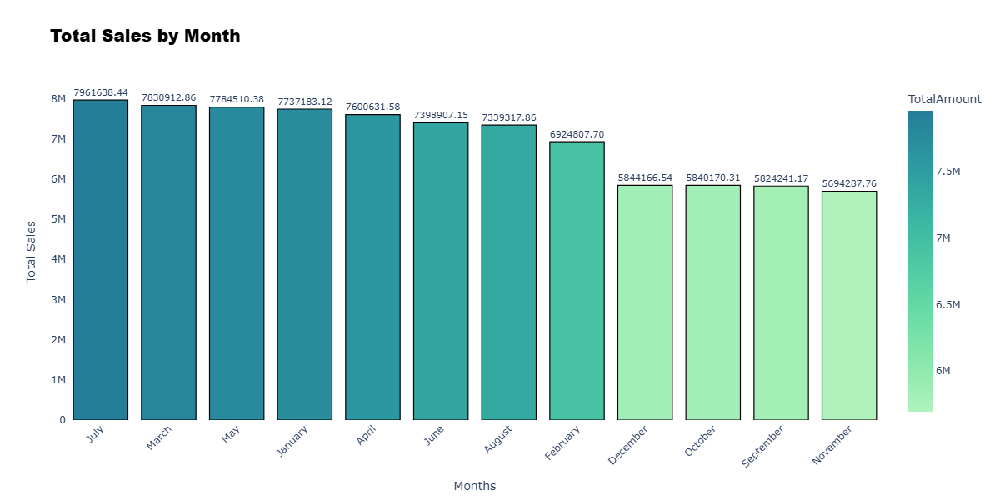 Total Sales by Month
TotalAmount
7961638.44
7830912.86
7784510.38
7737183.12
7600631.58
7398907.15
7339317.86
6924807.70
5844166.54
5840170.31
5824241.17
5694287.76
8M
7M
6M
5M
4M
3M
2M
1M
0
Total Sales
July
March
May
January
April
June
August
February
December
October
September
November
Months
7.5M
7M
6.5M
6M